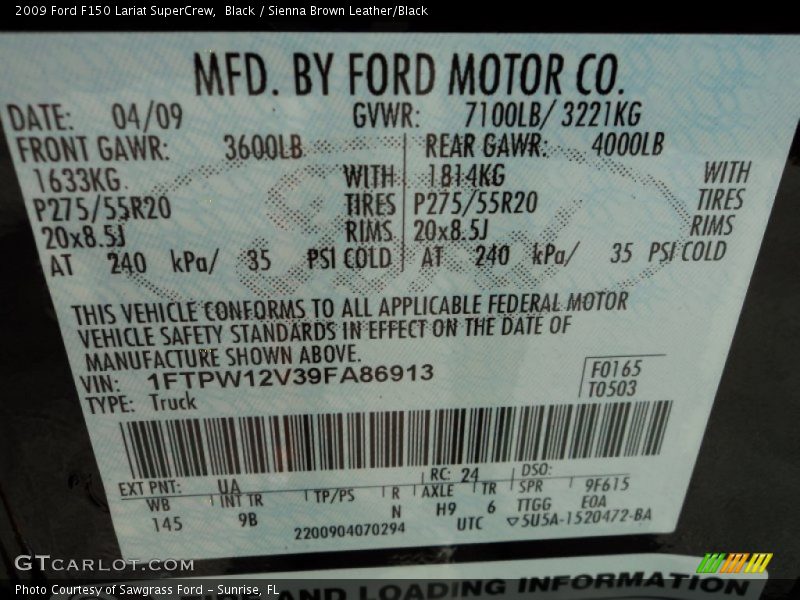 2009 Ford F150 Lariat SuperCrew, Black / Sienna Brown Leather/Black
MFD. BY FORD MOTOR CO.
DATE: 04/09 GVWR: 7100LB/ 3221KG
FRONT GAWR: 3600LB REAR GAWR: 4000LB
1633KG WITH 1814KG WITH
P275/55R20 TIRES P275/55R20 TIRES
20x8.5J RIMS 20x8.5J RIMS
AT 240 kPa/ 35 PSI COLD AT 240 kPa/ 35 PSI COLD
THIS VEHICLE CONFORMS TO ALL APPLICABLE FEDERAL MOTOR
VEHICLE SAFETY STANDARDS IN EFFECT ON THE DATE OF
MANUFACTURE SHOWN ABOVE.
VIN: 1FTPW12V39FA86913 F0165
TYPE: Truck T0503
EXT PNT: UA RC: 24 DSO:
WB INT TR TP/PS R AXLE TR SPR 9F615
145 9B N H9 6 TTGG E0A
2200904070294 UTC ▽5U5A-1520472-BA
GTCARLOT.COM
AND LOADING INFORMATION
Photo Courtesy of Sawgrass Ford - Sunrise, FL